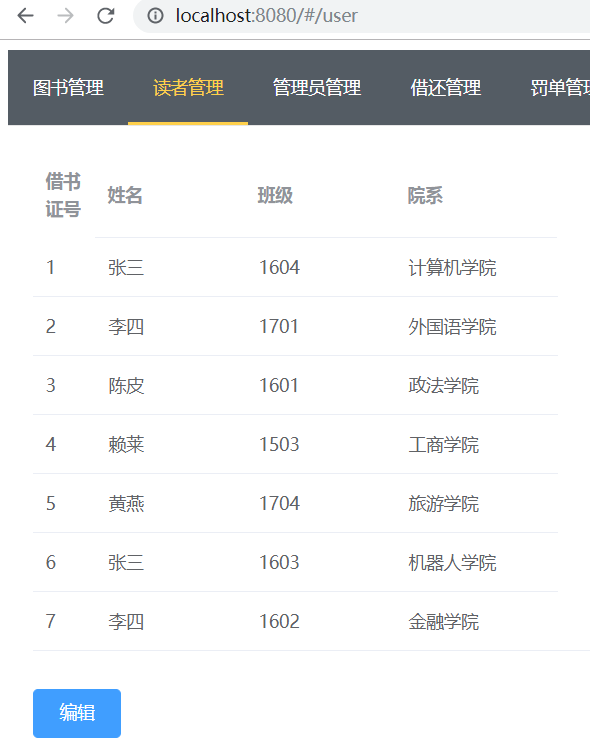 localhost:8080/#/user
图书管理 读者管理 管理员管理 借还管理 罚单管
借书证号 姓名 班级 院系
1 张三 1604 计算机学院
2 李四 1701 外国语学院
3 陈皮 1601 政法学院
4 赖莱 1503 工商学院
5 黄燕 1704 旅游学院
6 张三 1603 机器人学院
7 李四 1602 金融学院
编辑